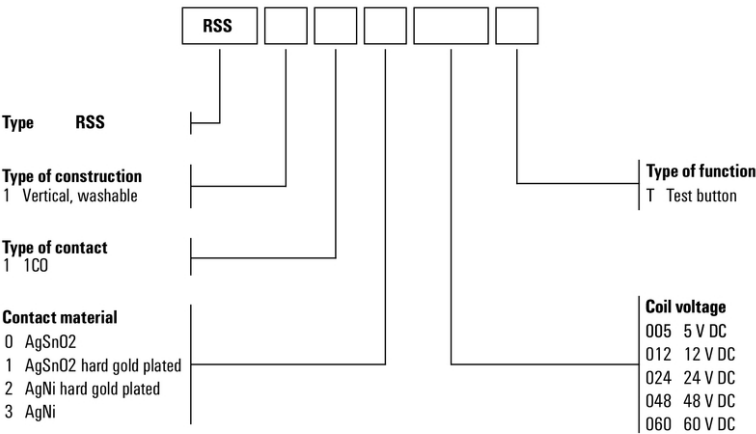 RSS
Type RSS
Type of construction
1 Vertical, washable
Type of contact
1 1CO
Contact material
0 AgSnO2
1 AgSnO2 hard gold plated
2 AgNi hard gold plated
3 AgNi
Type of function
T Test button
Coil voltage
005 5 V DC
012 12 V DC
024 24 V DC
048 48 V DC
060 60 V DC